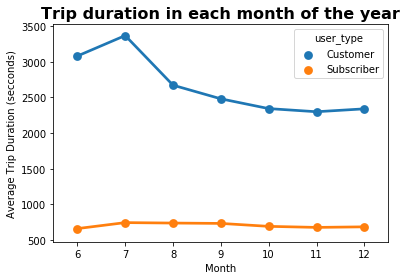 Trip duration in each month of the year
user_type
Customer
Subscriber
Average Trip Duration (secconds)
3500
3000
2500
2000
1500
1000
500
6 7 8 9 10 11 12
Month